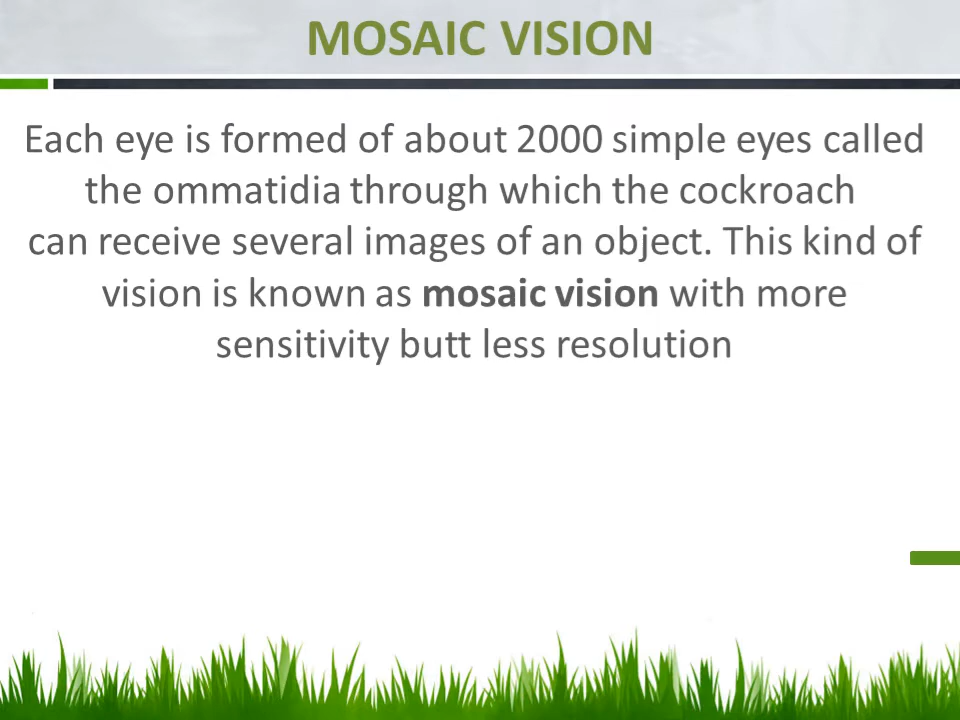 MOSAIC VISION
Each eye is formed of about 2000 simple eyes called
the ommatidia through which the cockroach
can receive several images of an object. This kind of
vision is known as mosaic vision with more
sensitivity butt less resolution